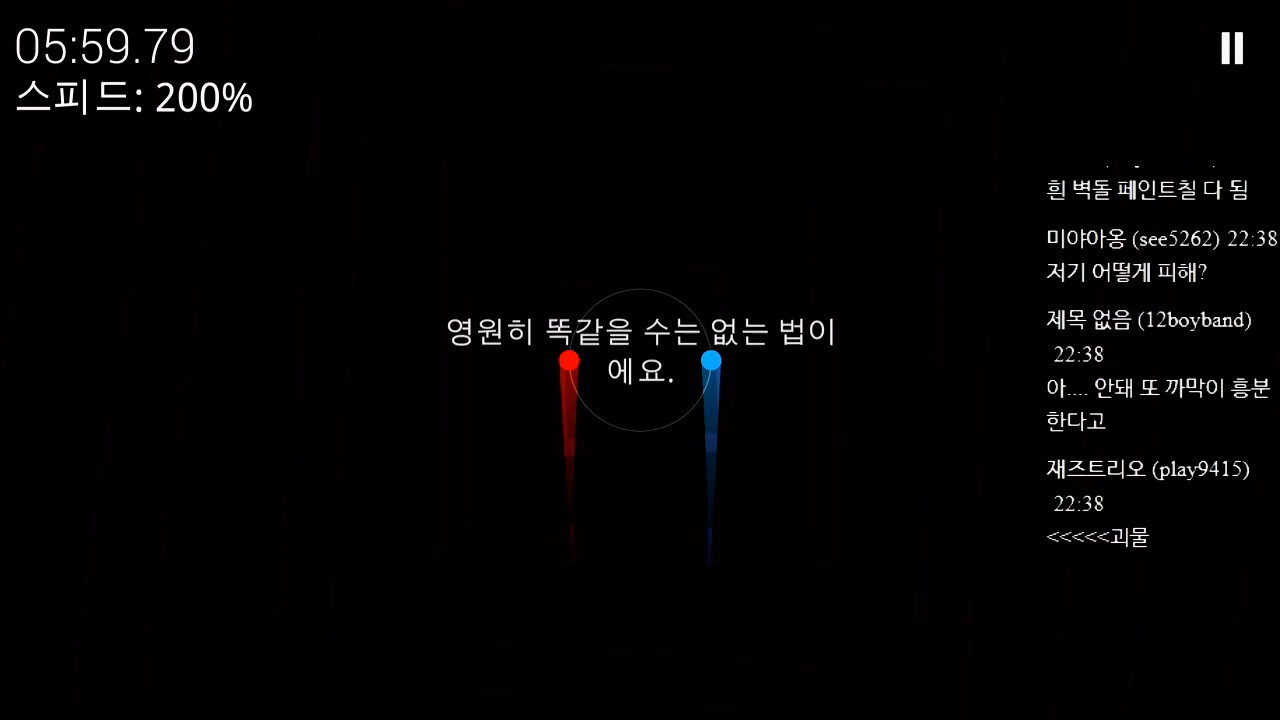 05:59.79
스피드: 200%
영원히 똑같을 수는 없는 법이
에요.
흰 벽돌 페인트칠 다 됨
미야아옹 (see5262) 22:38
저기 어떻게 피해?
제목 없음 (12boyband)
22:38
아.... 안돼 또 까막이 흥분
한다고
재즈트리오 (play9415)
22:38
<<<<<괴물